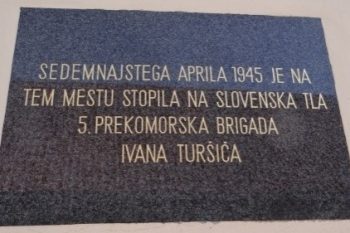 SEDEMNAJSTEGA APRILA 1945 JE NA
TEM MESTU STOPILA NA SLOVENSKA TLA
5. PREKOMORSKA BRIGADA
IVANA TURŠIČA